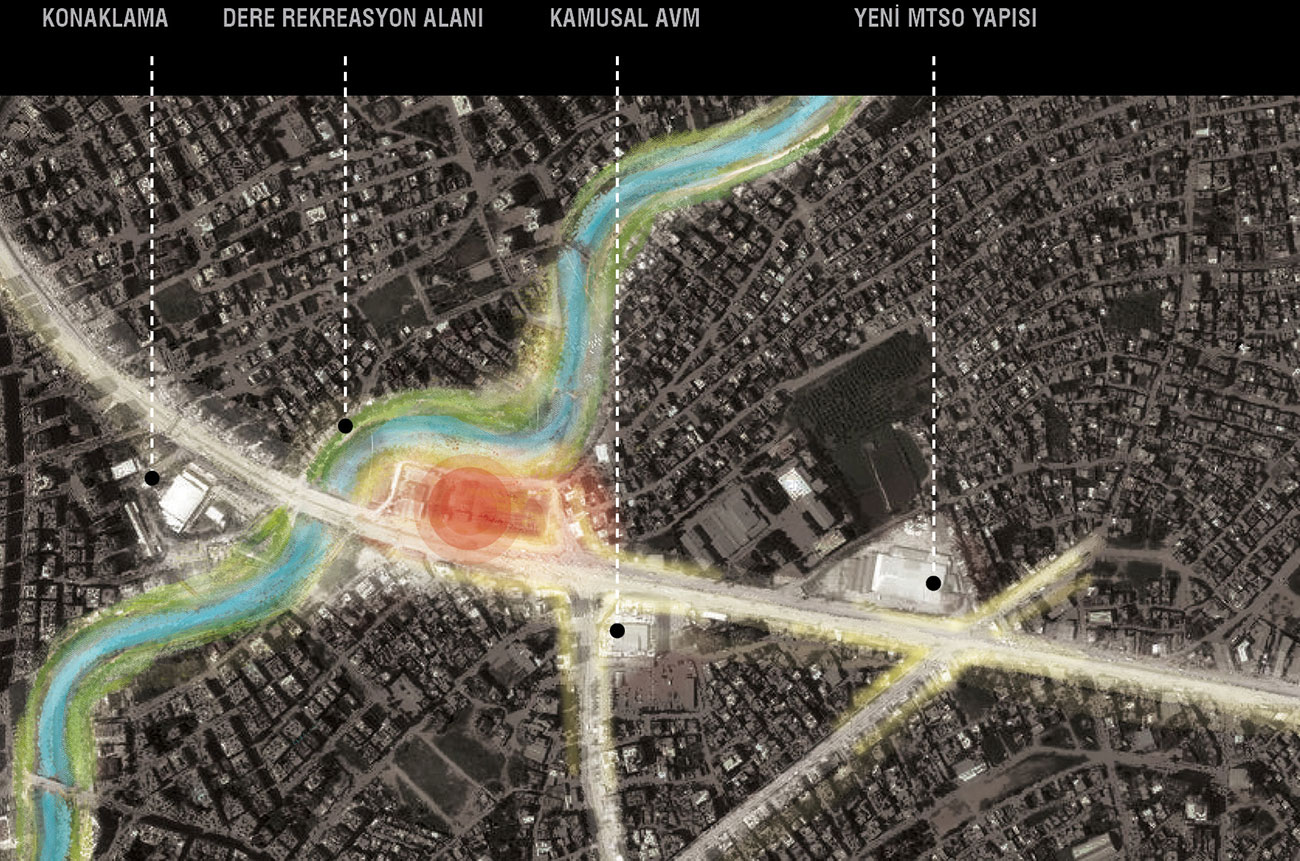 KONAKLAMA
DERE REKREASYON ALANI
KAMUSAL AVM
YENİ MTSO YAPISI